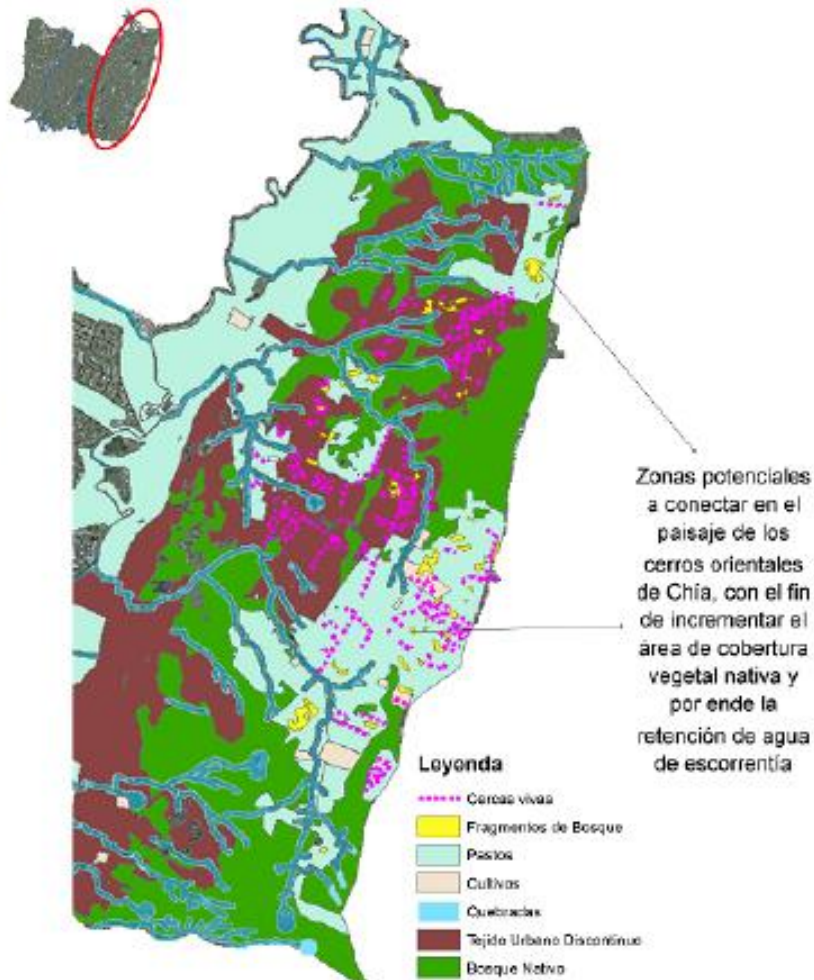 Zonas potenciales
a conectar en el
paisaje de los
cerros orientales
de Chía, con el fin
de incrementar el
área de cobertura
vegetal nativa y
por ende la
retención de agua
de escorrentía
Leyenda
Cercas vivas
Fragmentos de Bosque
Pastos
Cultivos
Quebradas
Tejido Urbano Discontinuo
Bosque Nativo